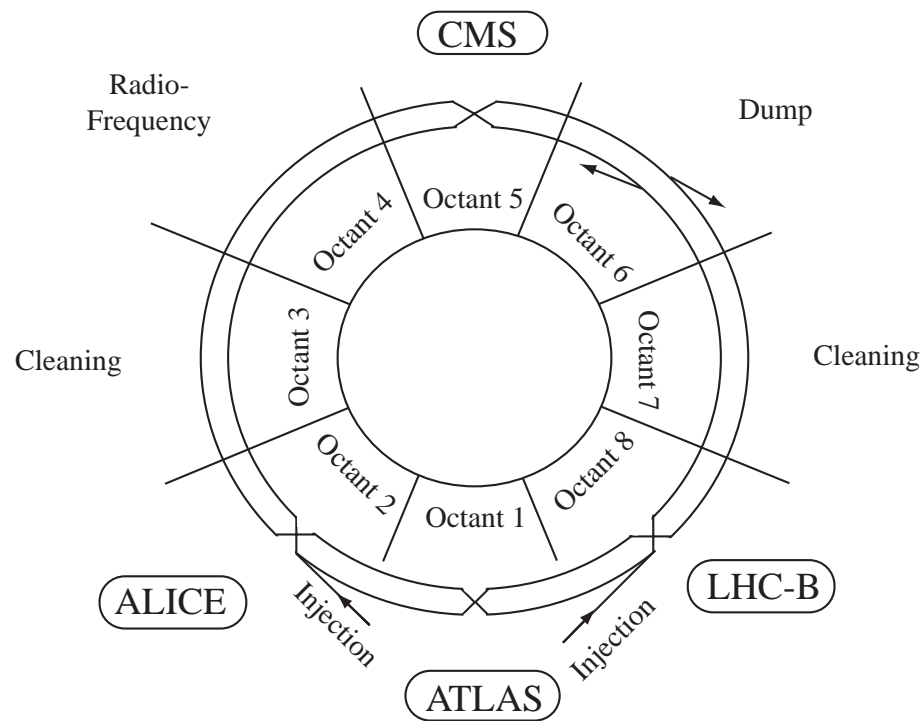 CMS
Radio-
Frequency
Dump
Octant 5
Octant 4
Octant 6
Cleaning
Octant 3
Octant 7
Cleaning
Octant 2
Octant 1
Octant 8
ALICE
Injection
ATLAS
Injection
LHC-B